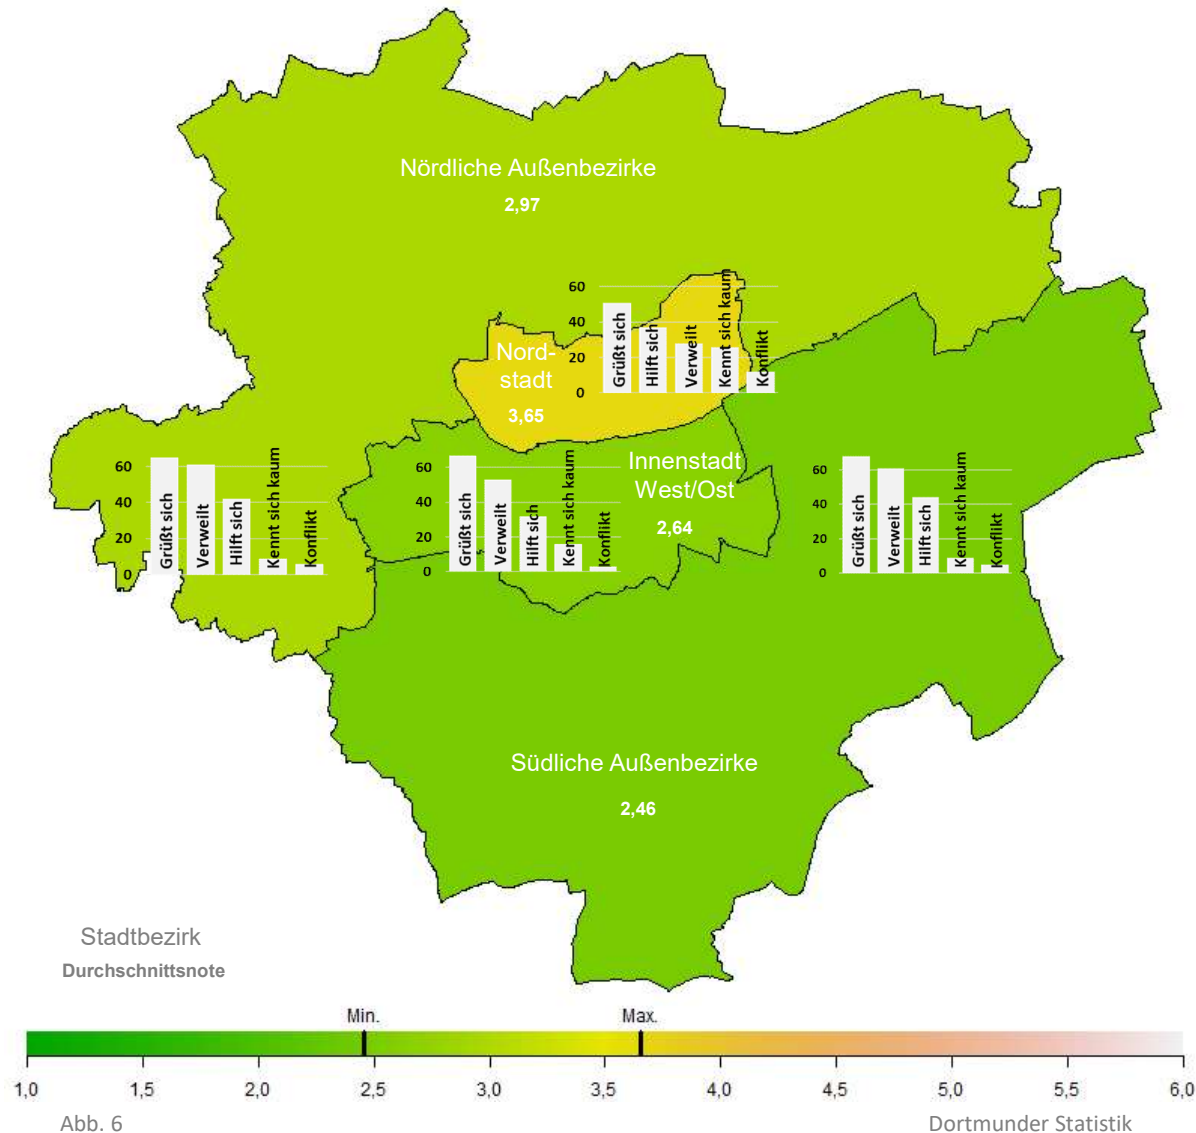 Nördliche Außenbezirke
2,97
60
40
20
0
Grüßt sich
Hilft sich
Verweilt
Kennt sich kaum
Konflikt
Nord-
stadt
3,65
60
40
20
0
Grüßt sich
Verweilt
Hilft sich
Kennt sich kaum
Konflikt
60
40
20
0
Grüßt sich
Verweilt
Hilft sich
Kennt sich kaum
Konflikt
Innenstadt
West/Ost
2,64
60
40
20
0
Grüßt sich
Verweilt
Hilft sich
Kennt sich kaum
Konflikt
Südliche Außenbezirke
2,46
Stadtbezirk
Durchschnittsnote
Min. Max.
1,0 1,5 2,0 2,5 3,0 3,5 4,0 4,5 5,0 5,5 6,0
Abb. 6 Dortmunder Statistik